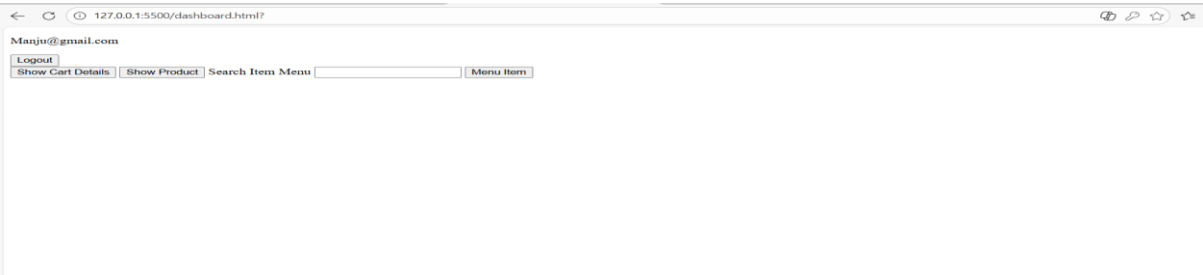 127.0.0.1:5500/dashboard.html?
Manju@gmail.com
Logout
Show Cart Details Show Product Search Item Menu Menu Item